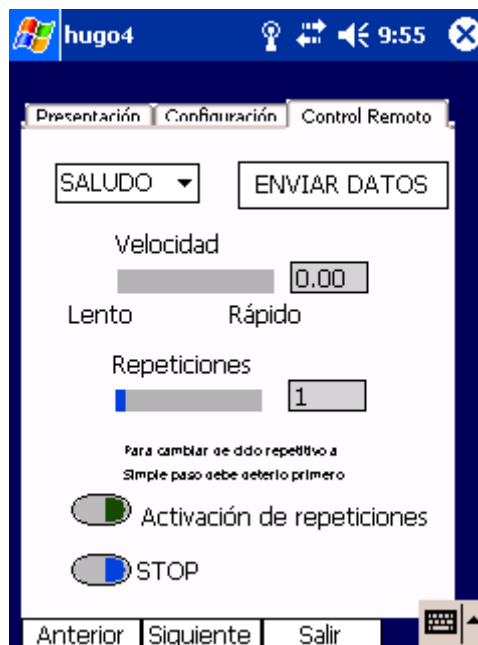 hugo4 9:55
Presentación Configuración Control Remoto
SALUDO ENVIAR DATOS
Velocidad
0.00
Lento Rápido
Repeticiones
1
Para cambiar de ciclo repetitivo a
Simple paso debe deterlo primero
Activación de repeticiones
STOP
Anterior Siguiente Salir